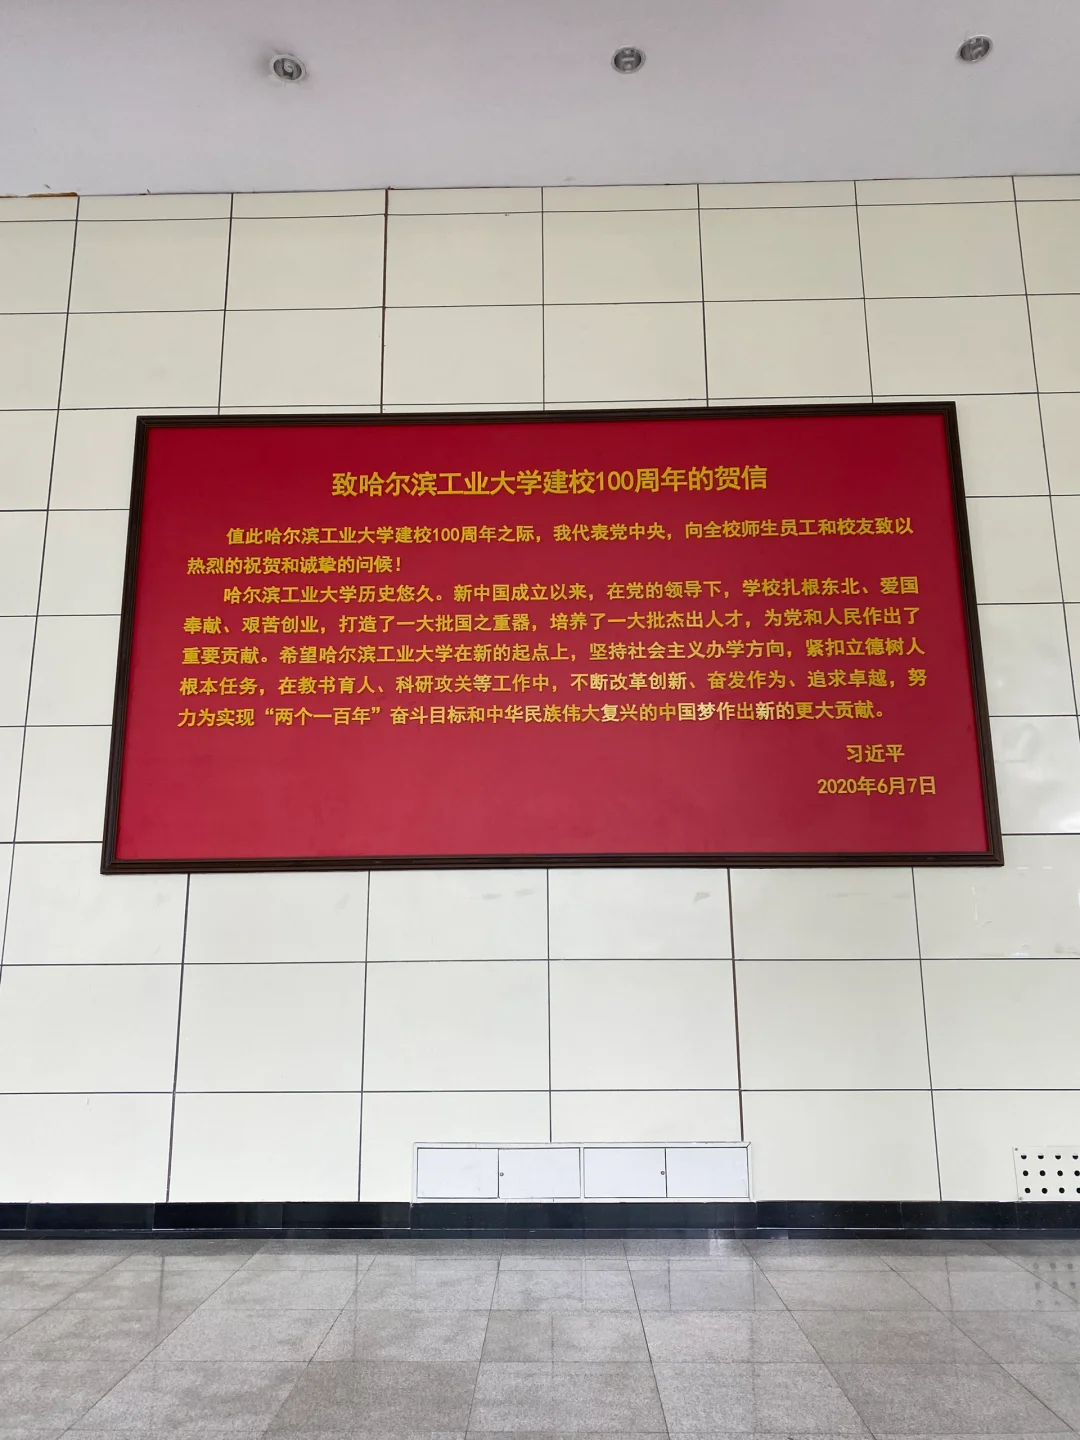 致哈尔滨工业大学建校100周年的贺信
值此哈尔滨工业大学建校100周年之际，我代表党中央，向全校师生员工和校友致以
热烈的祝贺和诚挚的问候！
哈尔滨工业大学历史悠久。新中国成立以来，在党的领导下，学校扎根东北、爱国
奉献、艰苦创业，打造了一大批国之重器，培养了一大批杰出人才，为党和人民作出了
重要贡献。希望哈尔滨工业大学在新的起点上，坚持社会主义办学方向，紧扣立德树人
根本任务，在教书育人、科研攻关等工作中，不断改革创新、奋发作为、追求卓越，努
力为实现“两个一百年”奋斗目标和中华民族伟大复兴的中国梦作出新的更大贡献。
习近平
2020年6月7日